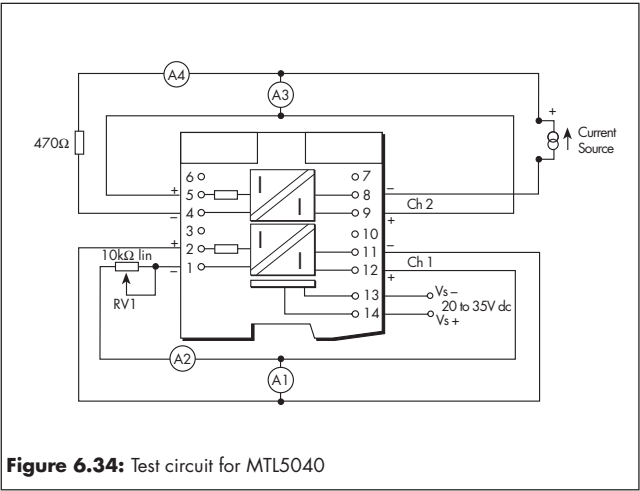 A4
A3
+
470Ω
Current
Source
6
7
+
5
8
−
Ch 2
4
9
−
+
3
10
+
2
11
−
10kΩ lin
Ch 1
1
12
−
+
RV1
13
Vs −
20 to 35V dc
14
Vs +
A2
A1
Figure 6.34: Test circuit for MTL5040